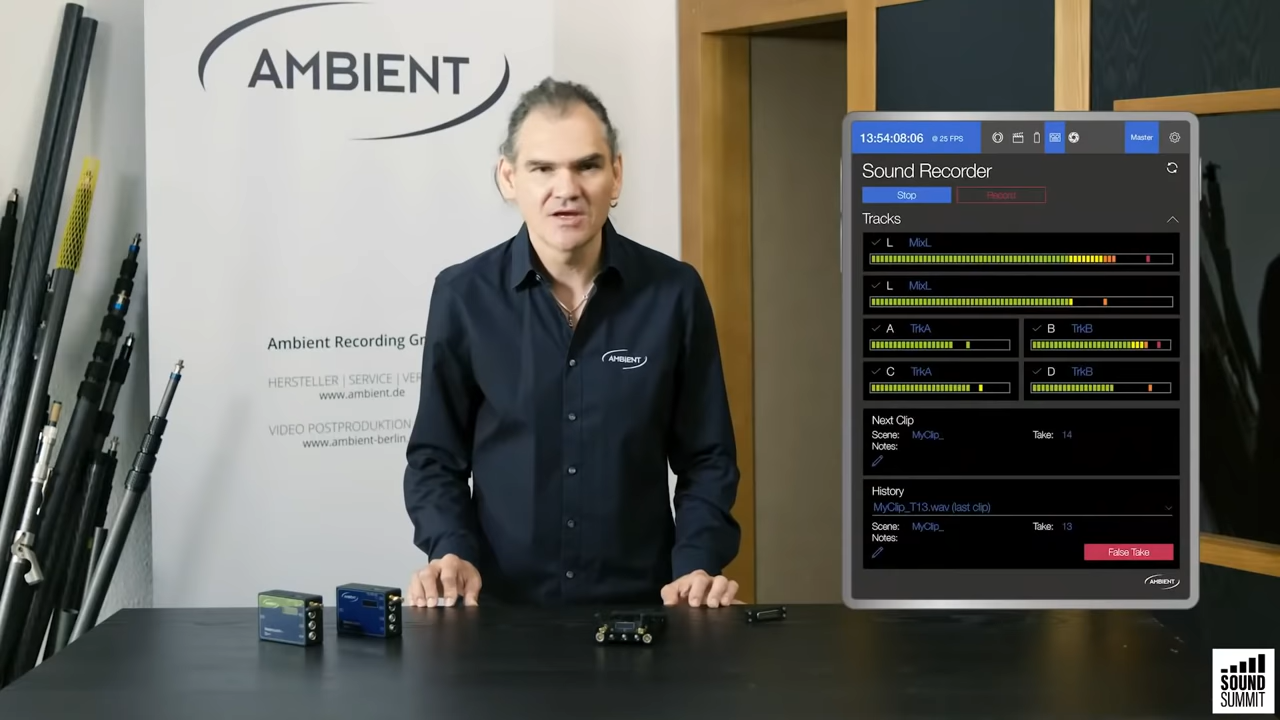 AMBIENT
Ambient Recording Gr
HERSTELLER | SERVICE | VER
www.ambient.de
VIDEO POSTPRODUKTION
www.ambient-berlin.
AMBIENT
13:54:08:06 @ 25 FPS
Master
Sound Recorder
Stop Record
Tracks
L MixL
L MixL
A TrkA B TrkB
C TrkA D TrkB
Next Clip
Scene: MyClip_ Take: 14
Notes:
History
MyClip_T13.wav (last clip)
Scene: MyClip_ Take: 13
Notes:
False Take
AMBIENT
SOUND
SUMMIT